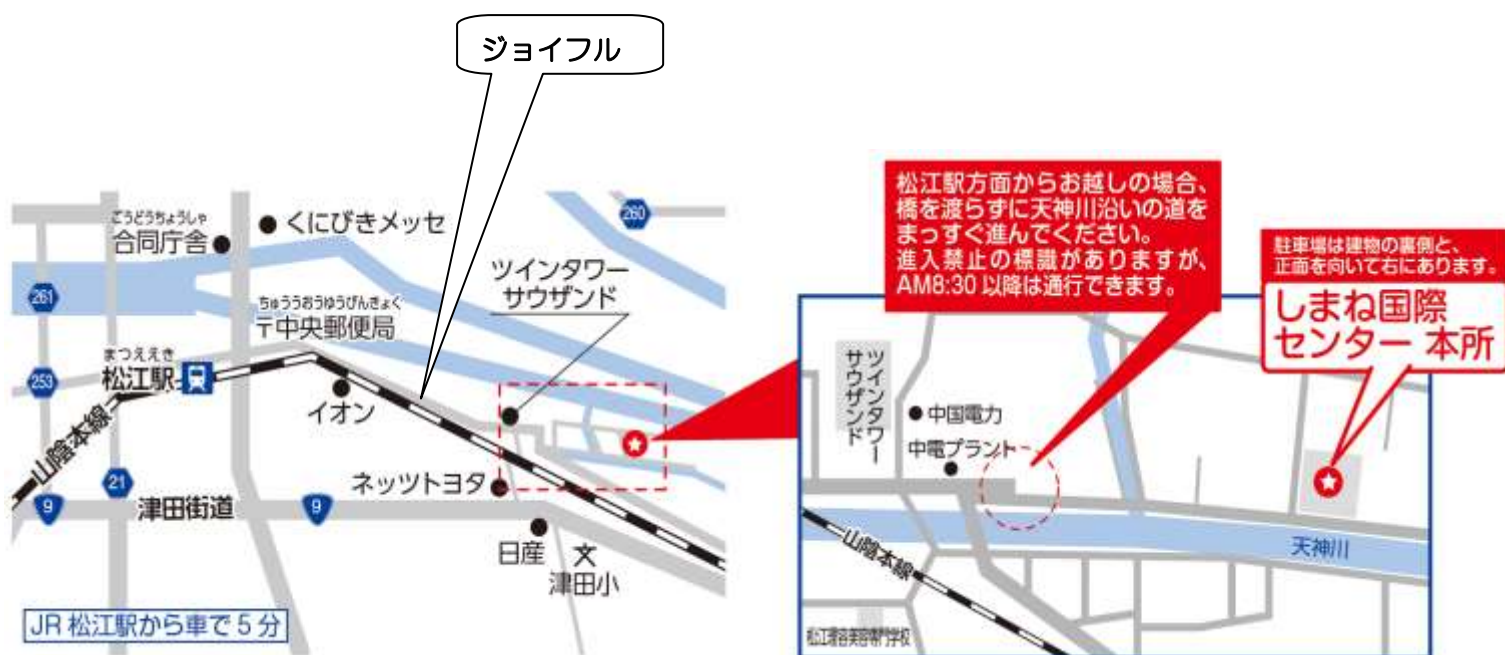 ジョイフル
ごうどうちょうしゃ
合同庁舎
くにびきメッセ
260
261
ツインタワー
サウザンド
ちゅうおうゆうびんきょく
〒中央郵便局
まつええき
松江駅
253
イオン
山陰本線
21
ネッツトヨタ
9
津田街道
9
日産
文
津田小
JR 松江駅から車で 5 分
松江駅方面からお越しの場合、
橋を渡らずに天神川沿いの道を
まっすぐ進んでください。
進入禁止の標識がありますが、
AM8:30 以降は通行できます。
駐車場は建物の裏側と、
正面を向いて右にあります。
しまね国際
センター 本所
ツインタワー
サウザンド
中国電力
中電プラント
天神川
山陰本線
松江理容美容専門学校